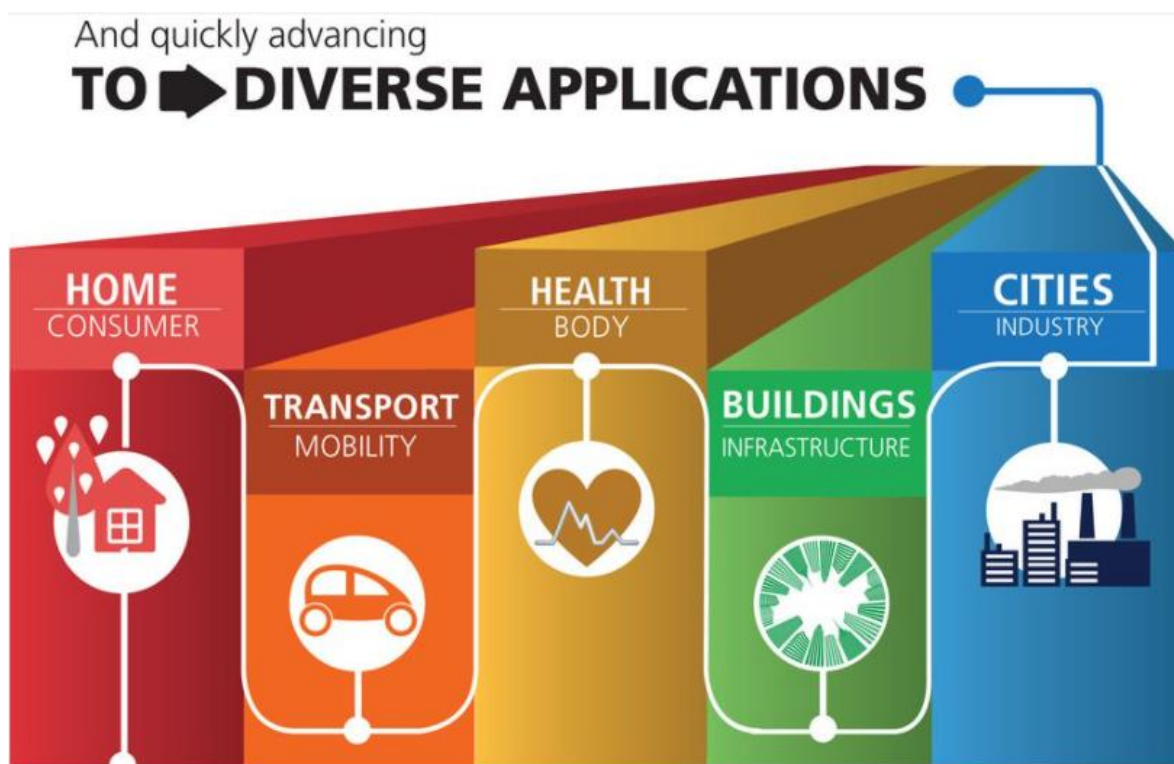 And quickly advancing
TO DIVERSE APPLICATIONS
HOME
CONSUMER
TRANSPORT
MOBILITY
HEALTH
BODY
BUILDINGS
INFRASTRUCTURE
CITIES
INDUSTRY